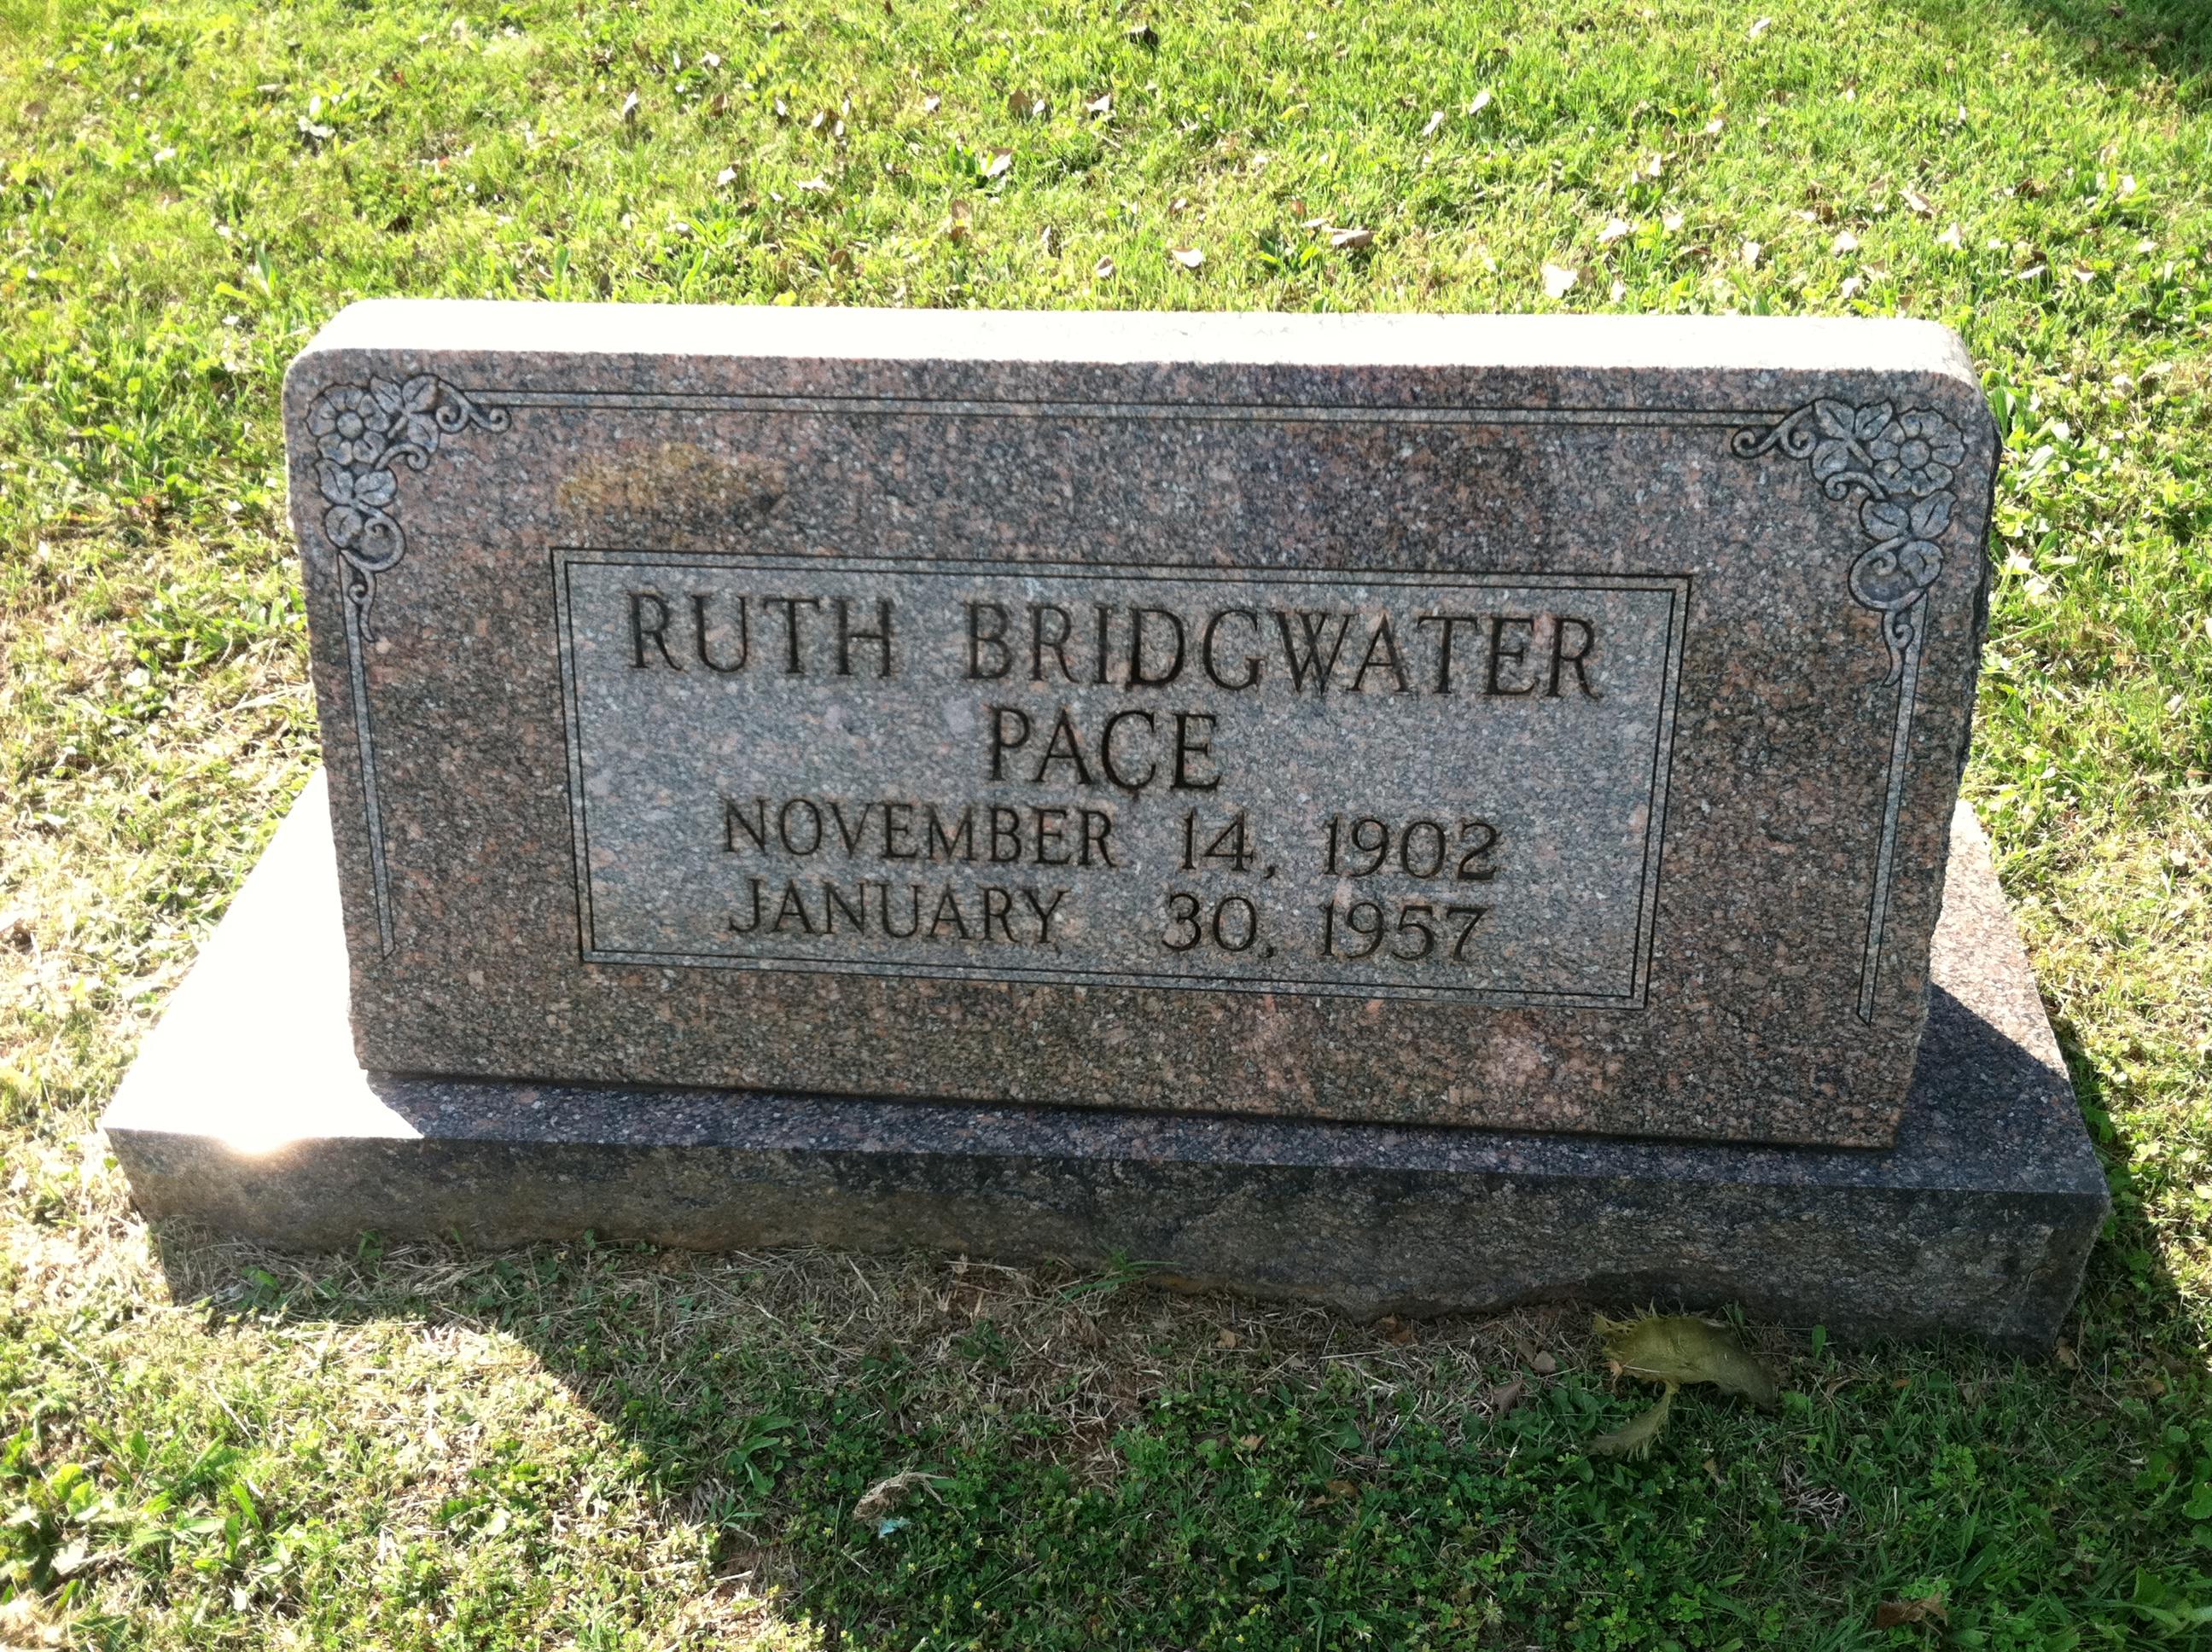 RUTH BRIDGWATER
PACE
NOVEMBER 14, 1902
JANUARY 30, 1957